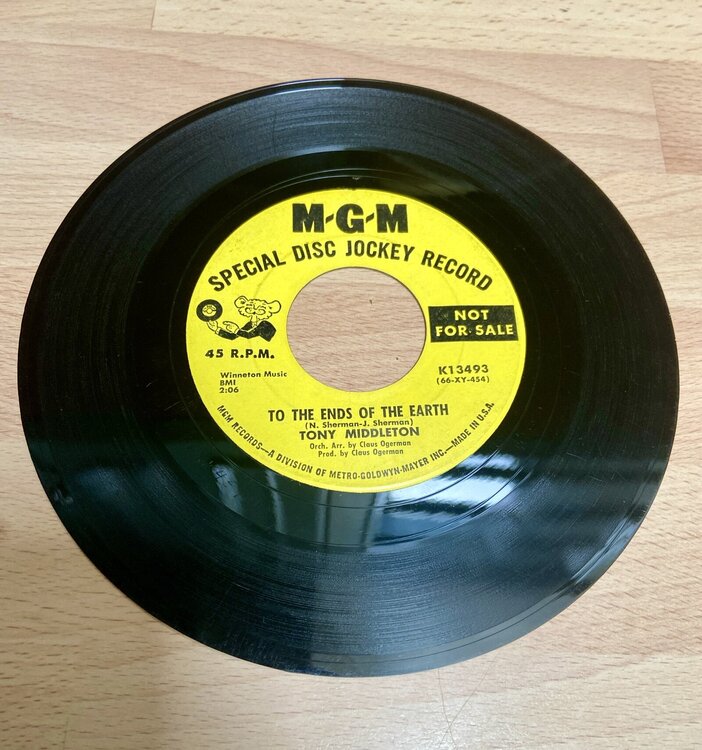 M-G-M
SPECIAL DISC JOCKEY RECORD
NOT
FOR SALE
45 R.P.M.
K13493
(66-XY-454)
Winneton Music
BMI
2:06
TO THE ENDS OF THE EARTH
(N. Sherman-J. Sherman)
TONY MIDDLETON
Orch. Arr. by Claus Ogerman
Prod. by Claus Ogerman
MGM RECORDS—A DIVISION OF METRO-GOLDWYN-MAYER INC.—MADE IN U.S.A.